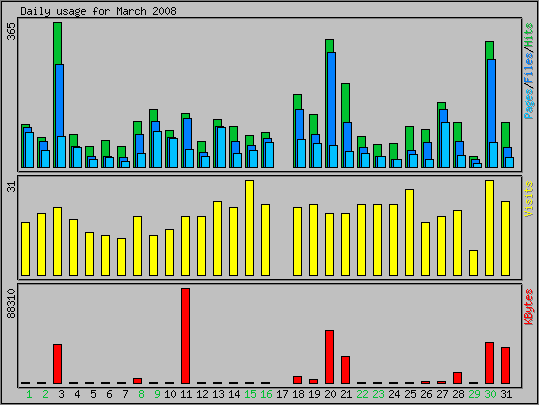 Daily usage for March 2008
365
Pages/Files/Hits
31
Visits
88310
KBytes
1 2 3 4 5 6 7 8 9 10 11 12 13 14 15 16 17 18 19 20 21 22 23 24 25 26 27 28 29 30 31